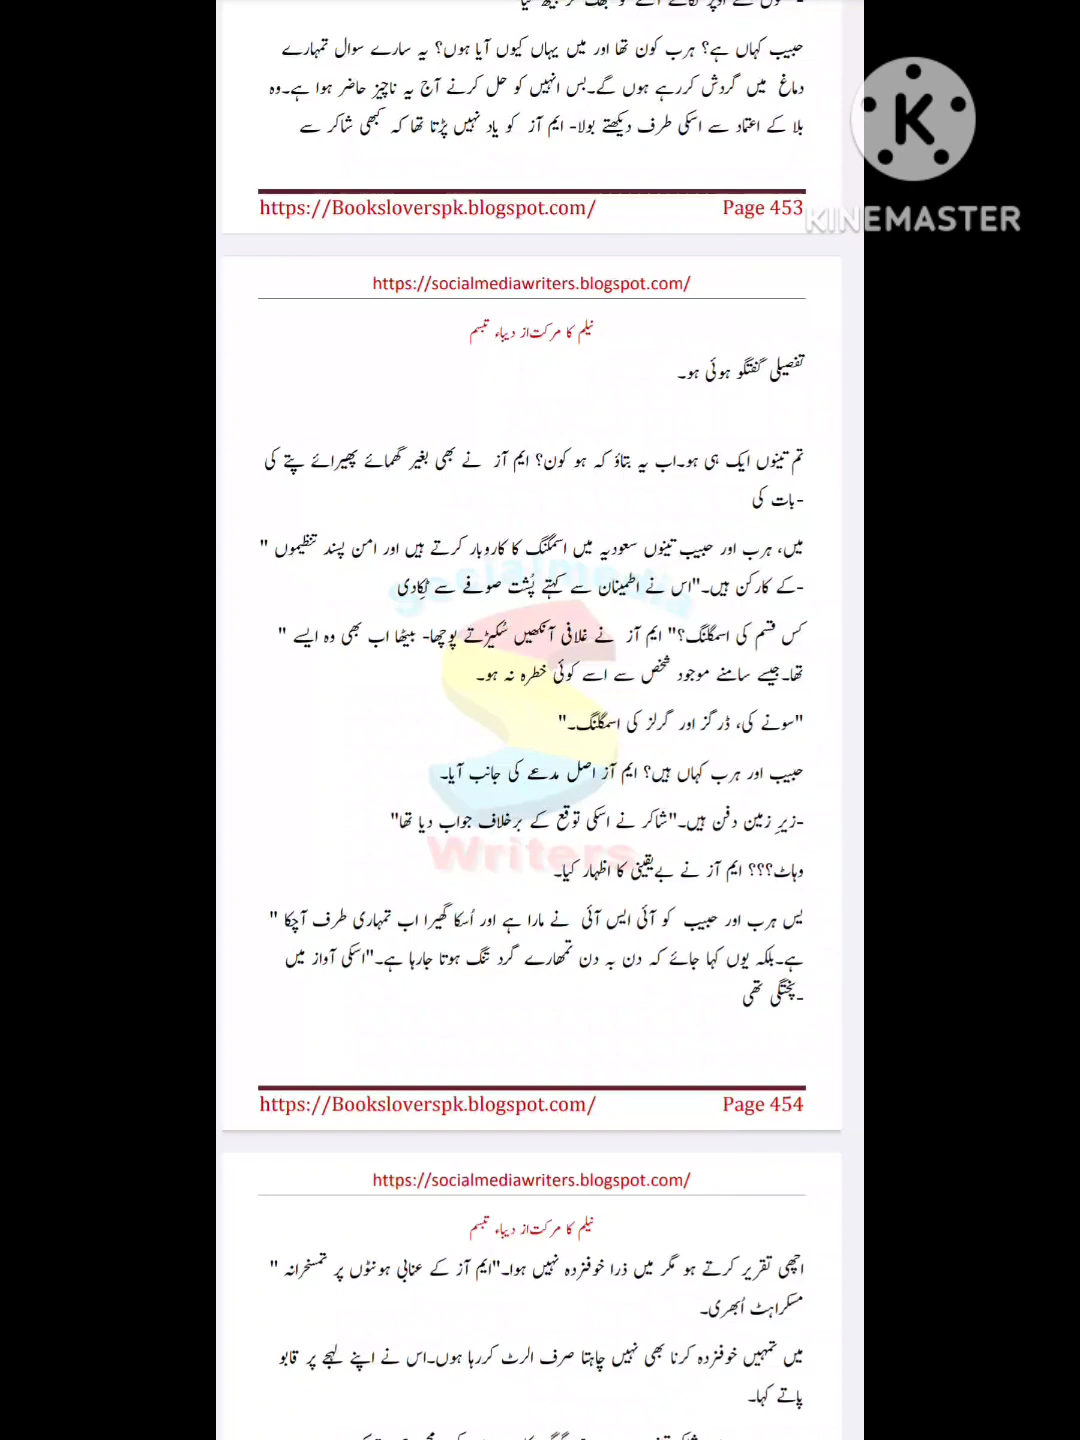 حبیب کہاں ہے؟ ہرب کون تھا اور میں یہاں کیوں آیا ہوں؟ یہ سارے سوال تمہارے
دماغ میں گردش کررہے ہوں گے۔بس انہیں کو حل کرنے آج یہ ناچیز حاضر ہوا ہے۔وہ
بلا کے اعتماد سے اسکی طرف دیکھتے بولا- ایم آز کو یاد نہیں پڑتا تھا کہ کبھی شاکر سے
https://Booksloverspk.blogspot.com/ Page 453
KINEMASTER
https://socialmediawriters.blogspot.com/
نیلم کا مرکت از دیباء تبسم
تفصیلی گفتگو ہوئی ہو۔
تم تینوں ایک ہی ہو۔اب یہ بتاؤ کہ ہو کون؟ ایم آز نے بھی بغیر گھمائے پھیرائے پتے کی
-بات کی
میں، ہرب اور حبیب تینوں سعودیہ میں اسمگنگ کا کاروبار کرتے ہیں اور امن پسند تنظیموں "
-کے کارکن ہیں۔"اس نے اطمینان سے کہتے پُشت صوفے سے ٹِکادی
کس قسم کی اسمگلنگ؟" ایم آز نے غلافی آنکھیں سُکیڑتے پوچھا- بیٹھا اب بھی وہ ایسے "
تھا۔جیسے سامنے موجود شخص سے اسے کوئی خطرہ نہ ہو۔
"سونے کی، ڈرگز اور گرلز کی اسمگلنگ۔"
حبیب اور ہرب کہاں ہیں؟ ایم آز اصل مدعے کی جانب آیا۔
-زیرِ زمین دفن ہیں۔"شاکر نے اسکی توقع کے برخلاف جواب دیا تھا"
وہاٹ؟؟؟ ایم آز نے بےیقینی کا اظہار کیا۔
یس ہرب اور حبیب کو آئی ایس آئی نے مارا ہے اور اُسکا گھیرا اب تمہاری طرف آچکا "
ہے۔بلکہ یوں کہا جائے کہ دن بہ دن تمھارے گرد تنگ ہوتا جارہا ہے۔"اسکی آواز میں
-پختگی تھی
Socialmedia
Writers
https://Booksloverspk.blogspot.com/ Page 454
https://socialmediawriters.blogspot.com/
نیلم کا مرکت از دیباء تبسم
اچھی تقریر کرتے ہو مگر میں ذرا خوفزدہ نہیں ہوا۔"ایم آز کے عنابی ہونٹوں پر تمسخرانہ "
مسکراہٹ اُبھری۔
میں تمہیں خوفزدہ کرنا بھی نہیں چاہتا صرف الرٹ کررہا ہوں۔اس نے اپنے لہجے پر قابو
پاتے کہا۔